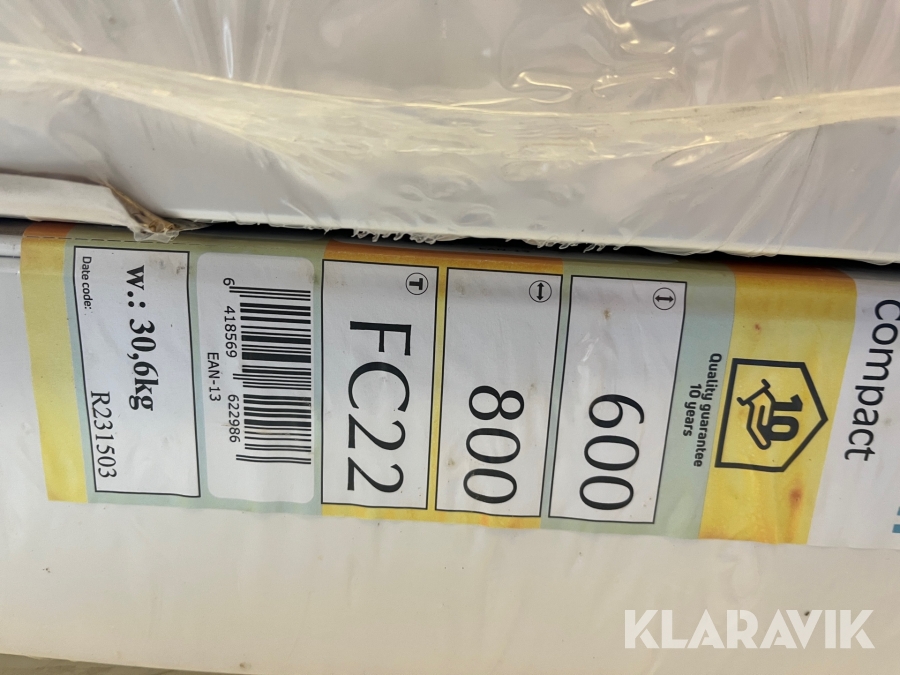 Compact
10
Quality guarantee
10 years
600
800
T
FC22
6 418569 622986
EAN-13
w.: 30,6kg
Date code:
R231503
KLARAVIK